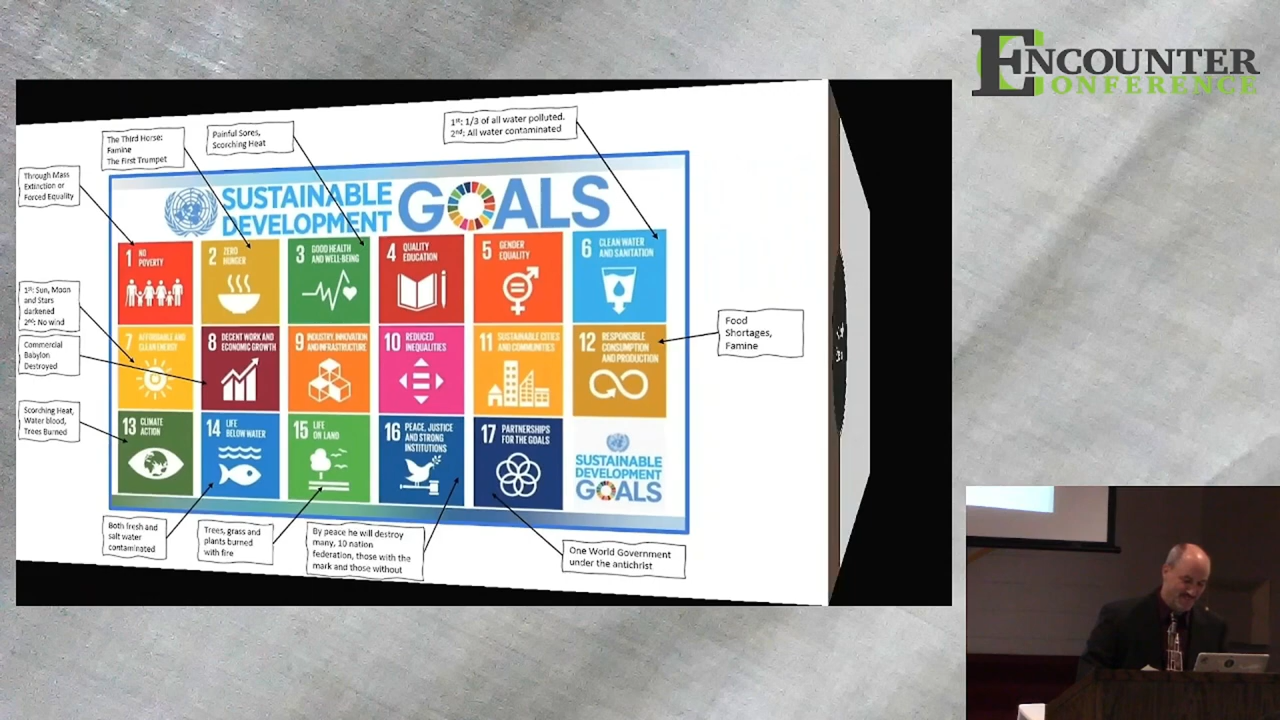 ENCOUNTER
CONFERENCE
The Third Horse:
Famine
The First Trumpet
Painful Sores,
Scorching Heat
1st: 1/3 of all water polluted.
2nd: All water contaminated
Through Mass
Extinction or
Forced Equality
SUSTAINABLE
DEVELOPMENT
GOALS
1 NO
POVERTY
2 ZERO
HUNGER
3 GOOD HEALTH
AND WELL-BEING
4 QUALITY
EDUCATION
5 GENDER
EQUALITY
6 CLEAN WATER
AND SANITATION
1st: Sun, Moon
and Stars
darkened
2nd: No wind
Commercial
Babylon
Destroyed
7 AFFORDABLE AND
CLEAN ENERGY
8 DECENT WORK AND
ECONOMIC GROWTH
9 INDUSTRY, INNOVATION
AND INFRASTRUCTURE
10 REDUCED
INEQUALITIES
11 SUSTAINABLE CITIES
AND COMMUNITIES
12 RESPONSIBLE
CONSUMPTION
AND PRODUCTION
Food
Shortages,
Famine
Scorching Heat,
Water blood,
Trees Burned
13 CLIMATE
ACTION
14 LIFE
BELOW WATER
15 LIFE
ON LAND
16 PEACE, JUSTICE
AND STRONG
INSTITUTIONS
17 PARTNERSHIPS
FOR THE GOALS
SUSTAINABLE
DEVELOPMENT
GOALS
Both fresh and
salt water
contaminated
Trees, grass and
plants burned
with fire
By peace he will destroy
many, 10 nation
federation, those with the
mark and those without
One World Government
under the antichrist